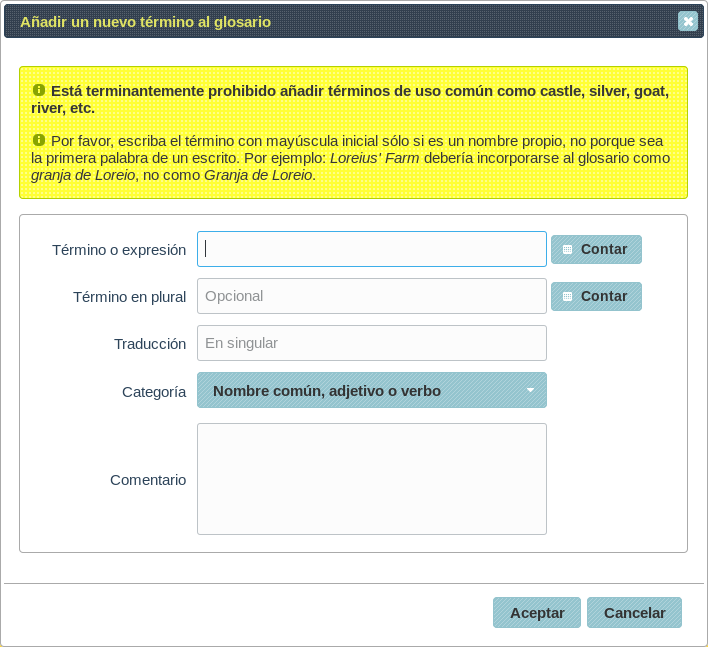 Añadir un nuevo término al glosario
Está terminantemente prohibido añadir términos de uso común como castle, silver, goat,
river, etc.
Por favor, escriba el término con mayúscula inicial sólo si es un nombre propio, no porque sea
la primera palabra de un escrito. Por ejemplo: Loreius' Farm debería incorporarse al glosario como
granja de Loreio, no como Granja de Loreio.
Término o expresión
Contar
Término en plural
Opcional
Contar
Traducción
En singular
Categoría
Nombre común, adjetivo o verbo
Comentario
Aceptar
Cancelar